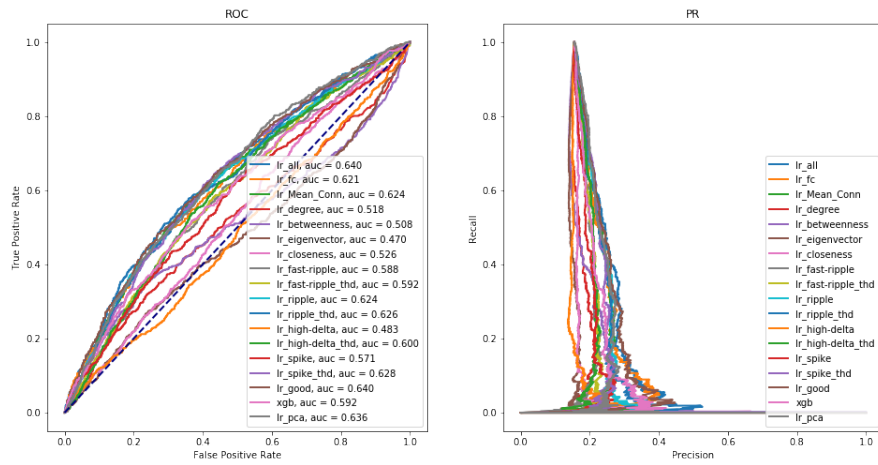 ROC
True Positive Rate
1.0
0.8
0.6
0.4
0.2
0.0
lr_all, auc = 0.640
lr_fc, auc = 0.621
lr_Mean_Conn, auc = 0.624
lr_degree, auc = 0.518
lr_betweenness, auc = 0.508
lr_eigenvector, auc = 0.470
lr_closeness, auc = 0.526
lr_fast-ripple, auc = 0.588
lr_fast-ripple_thd, auc = 0.592
lr_ripple, auc = 0.624
lr_ripple_thd, auc = 0.626
lr_high-delta, auc = 0.483
lr_high-delta_thd, auc = 0.600
lr_spike, auc = 0.571
lr_spike_thd, auc = 0.628
lr_good, auc = 0.640
xgb, auc = 0.592
lr_pca, auc = 0.636
0.0 0.2 0.4 0.6 0.8 1.0
False Positive Rate
PR
Recall
1.0
0.8
0.6
0.4
0.2
0.0
lr_all
lr_fc
lr_Mean_Conn
lr_degree
lr_betweenness
lr_eigenvector
lr_closeness
lr_fast-ripple
lr_fast-ripple_thd
lr_ripple
lr_ripple_thd
lr_high-delta
lr_high-delta_thd
lr_spike
lr_spike_thd
lr_good
xgb
lr_pca
0.0 0.2 0.4 0.6 0.8 1.0
Precision